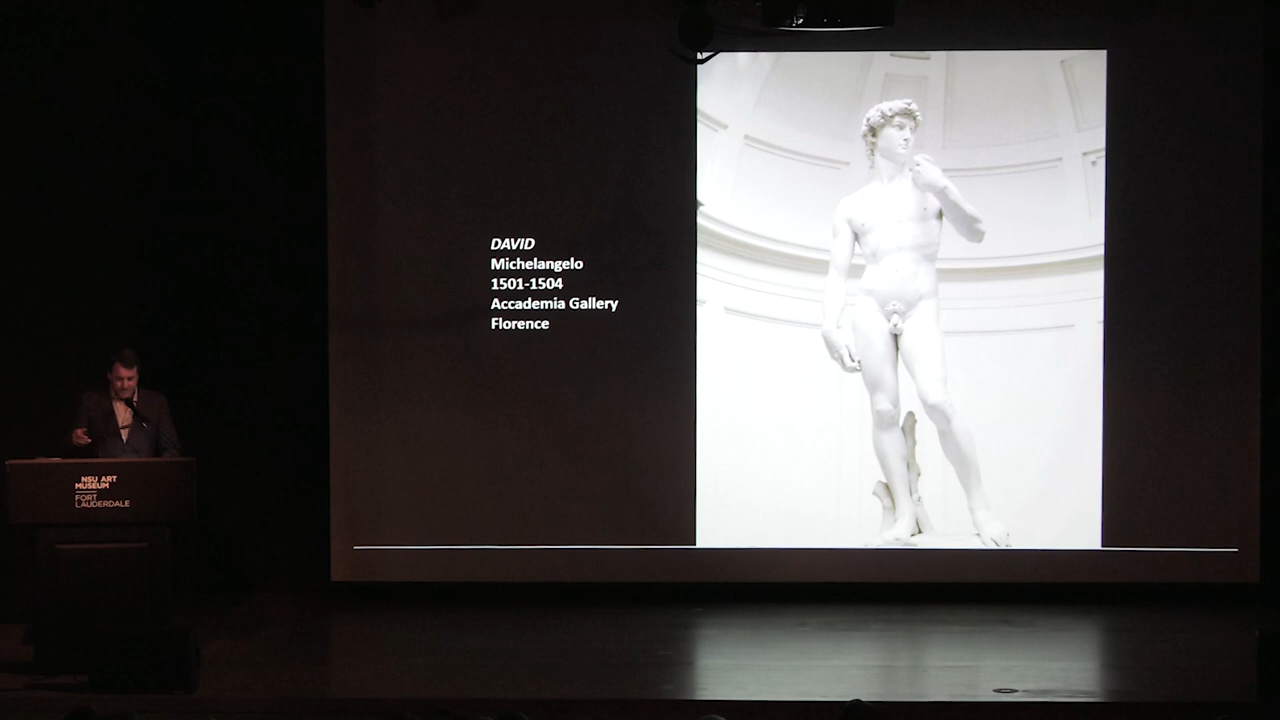 DAVID
Michelangelo
1501-1504
Accademia Gallery
Florence
NSU ART
MUSEUM
FORT
LAUDERDALE